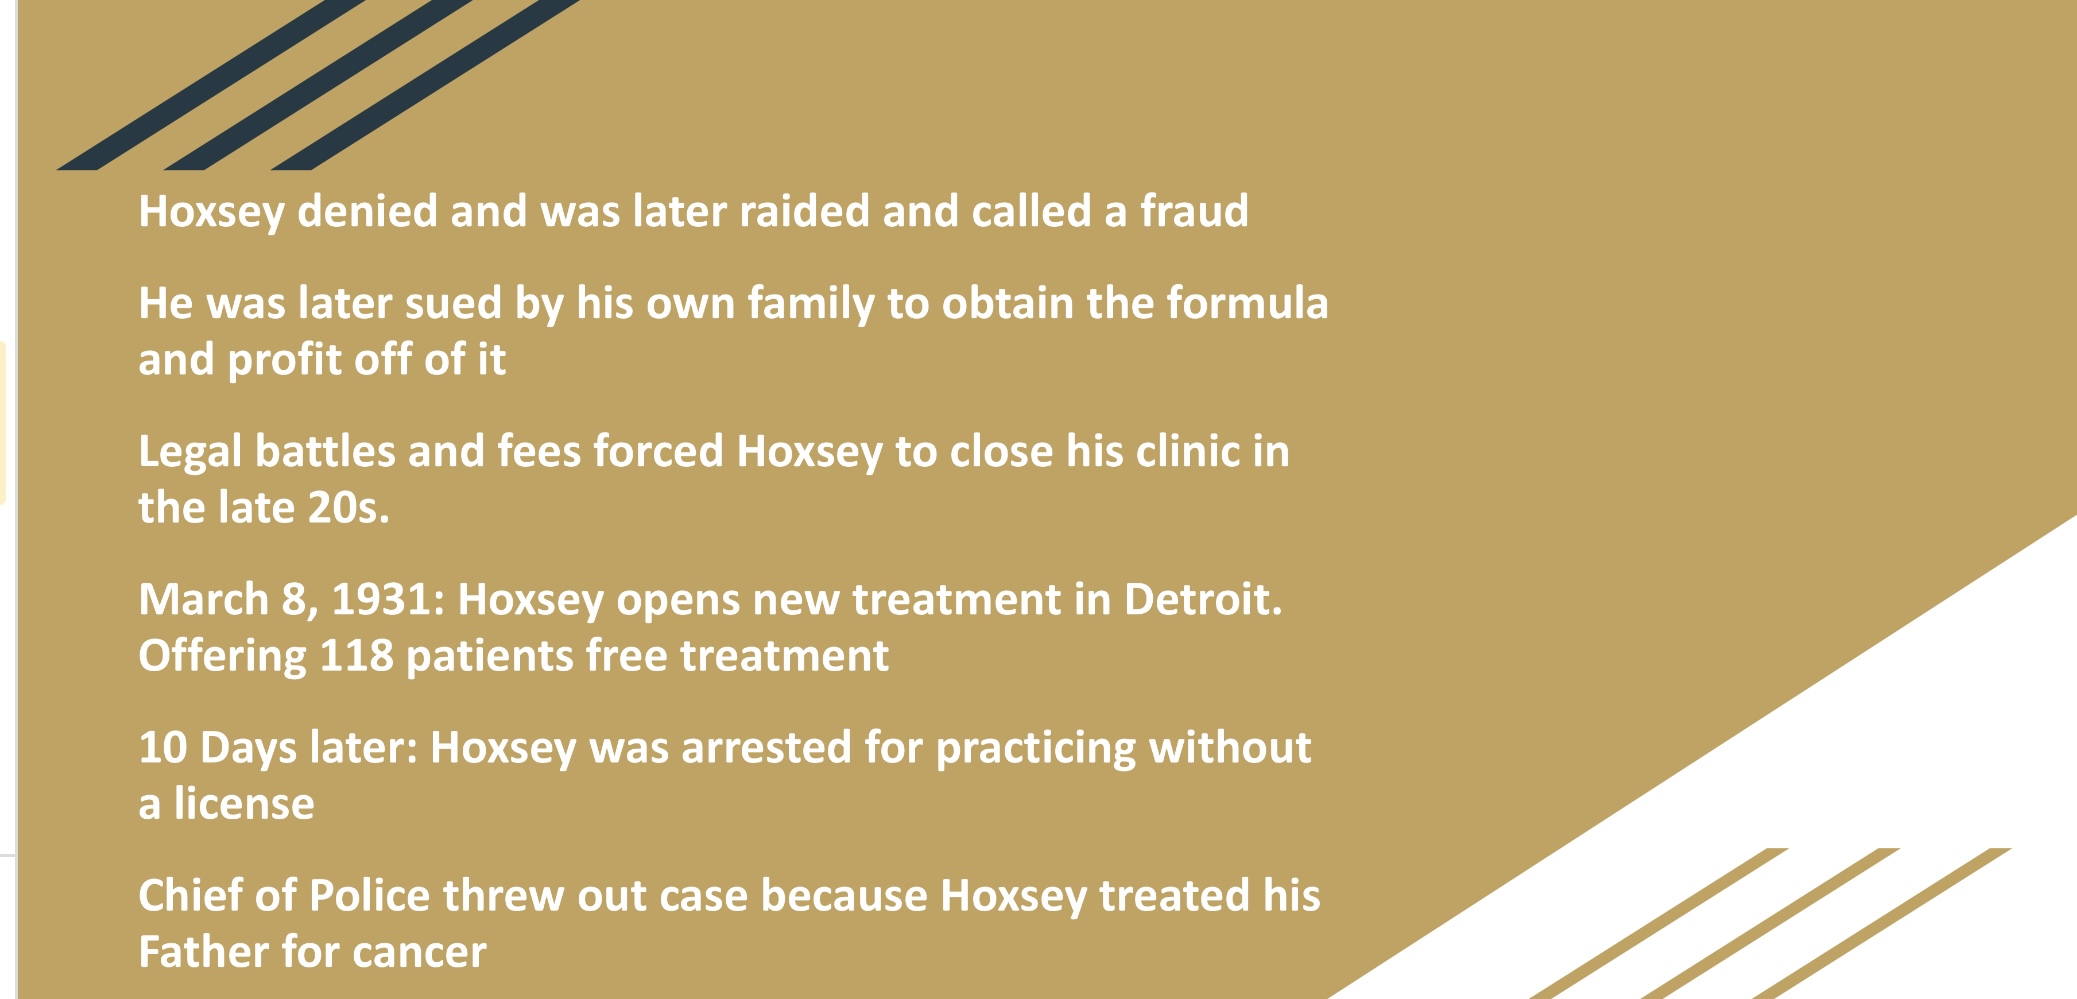 Hoxsey denied and was later raided and called a fraud
He was later sued by his own family to obtain the formula
and profit off of it
Legal battles and fees forced Hoxsey to close his clinic in
the late 20s.
March 8, 1931: Hoxsey opens new treatment in Detroit.
Offering 118 patients free treatment
10 Days later: Hoxsey was arrested for practicing without
a license
Chief of Police threw out case because Hoxsey treated his
Father for cancer